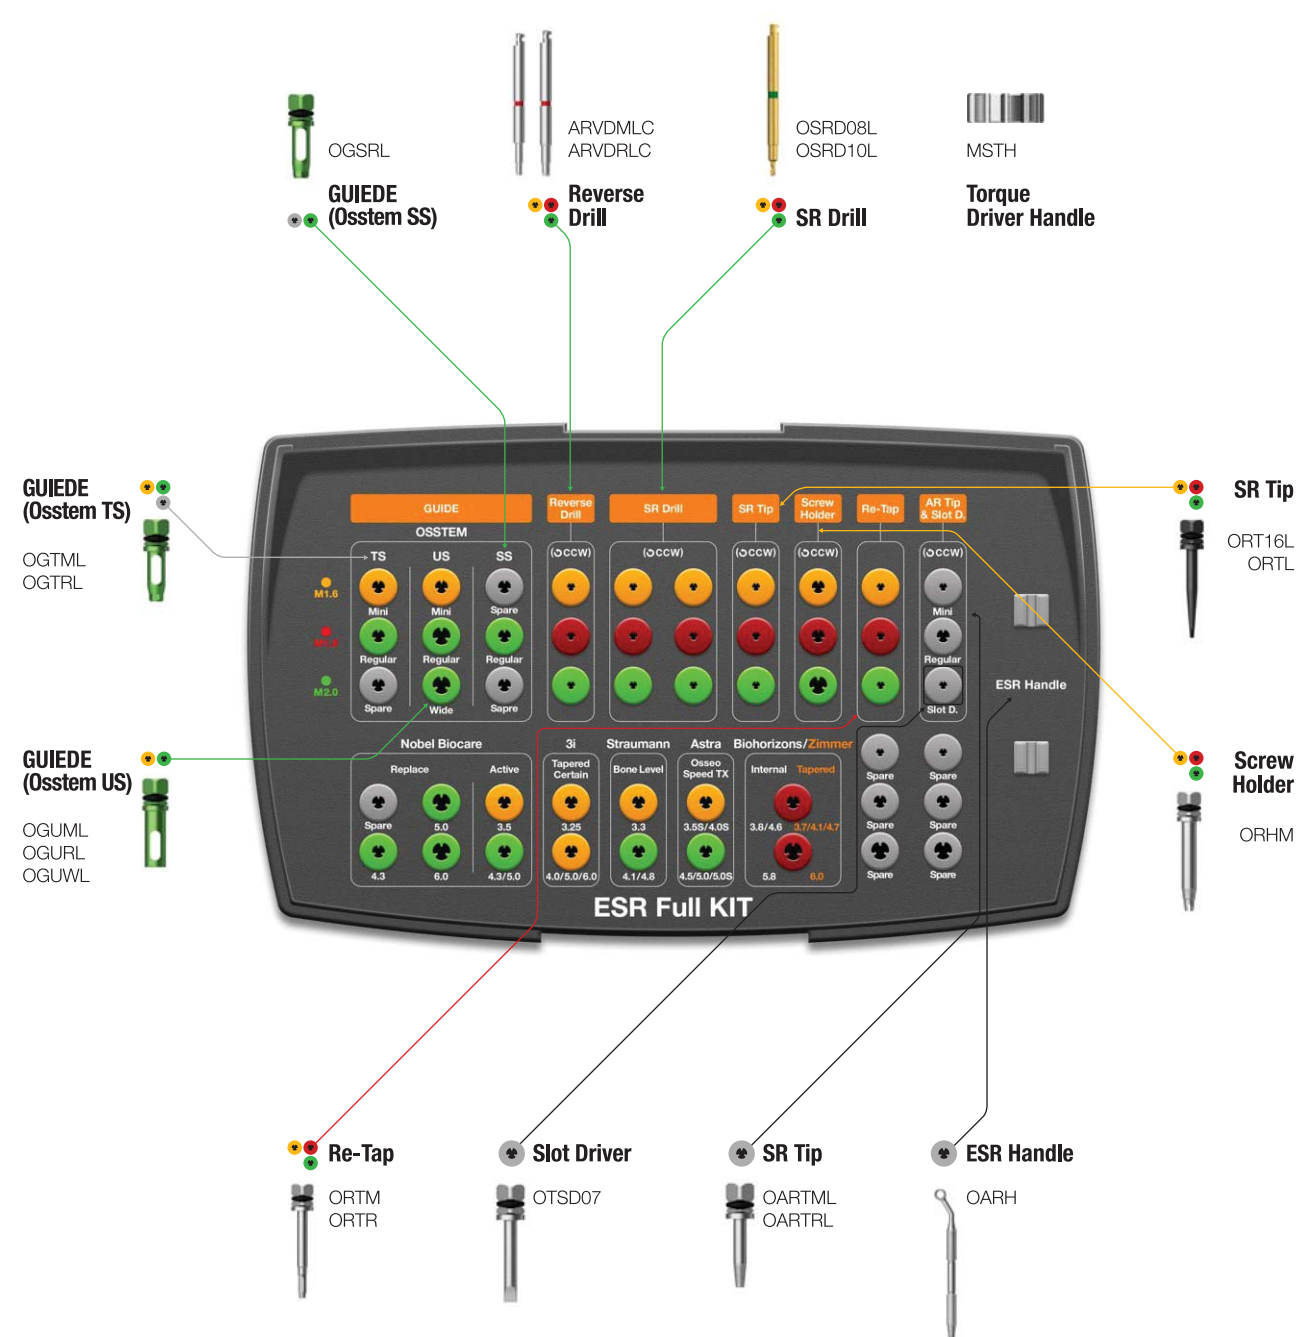 OGSRL
GUIEDE
(Osstem SS)
ARVDMLC
ARVDRLC
Reverse
Drill
OSRD08L
OSRD10L
SR Drill
MSTH
Torque
Driver Handle
GUIEDE
(Osstem TS)
OGTML
OGTRL
GUIEDE
(Osstem US)
OGUML
OGURL
OGUWL
SR Tip
ORT16L
ORTL
Screw
Holder
ORHM
GUIDE
Reverse
Drill
SR Drill
SR Tip
Screw
Holder
Re-Tap
AR Tip
& Slot D.
OSSTEM
TS US SS
(CCW) (CCW) (CCW) (CCW) (CCW)
M1.6
Mini Mini Spare Mini
M1.8
Regular Regular Regular Regular
M2.0
Spare Wide Sapre Slot D.
ESR Handle
Nobel Biocare
Replace Active
Spare 5.0 3.5
4.3 6.0 4.3/5.0
3i
Tapered
Certain
3.25
4.0/5.0/6.0
Straumann
Bone Level
3.3
4.1/4.8
Astra
Osseo
Speed TX
3.5S/4.0S
4.5/5.0/5.0S
Biohorizons/Zimmer
Internal Tapered
3.8/4.6 3.7/4.1/4.7
5.8 6.0
Spare Spare
Spare Spare
Spare Spare
ESR Full KIT
Re-Tap
ORTM
ORTR
Slot Driver
OTSD07
SR Tip
OARTML
OARTRL
ESR Handle
OARH